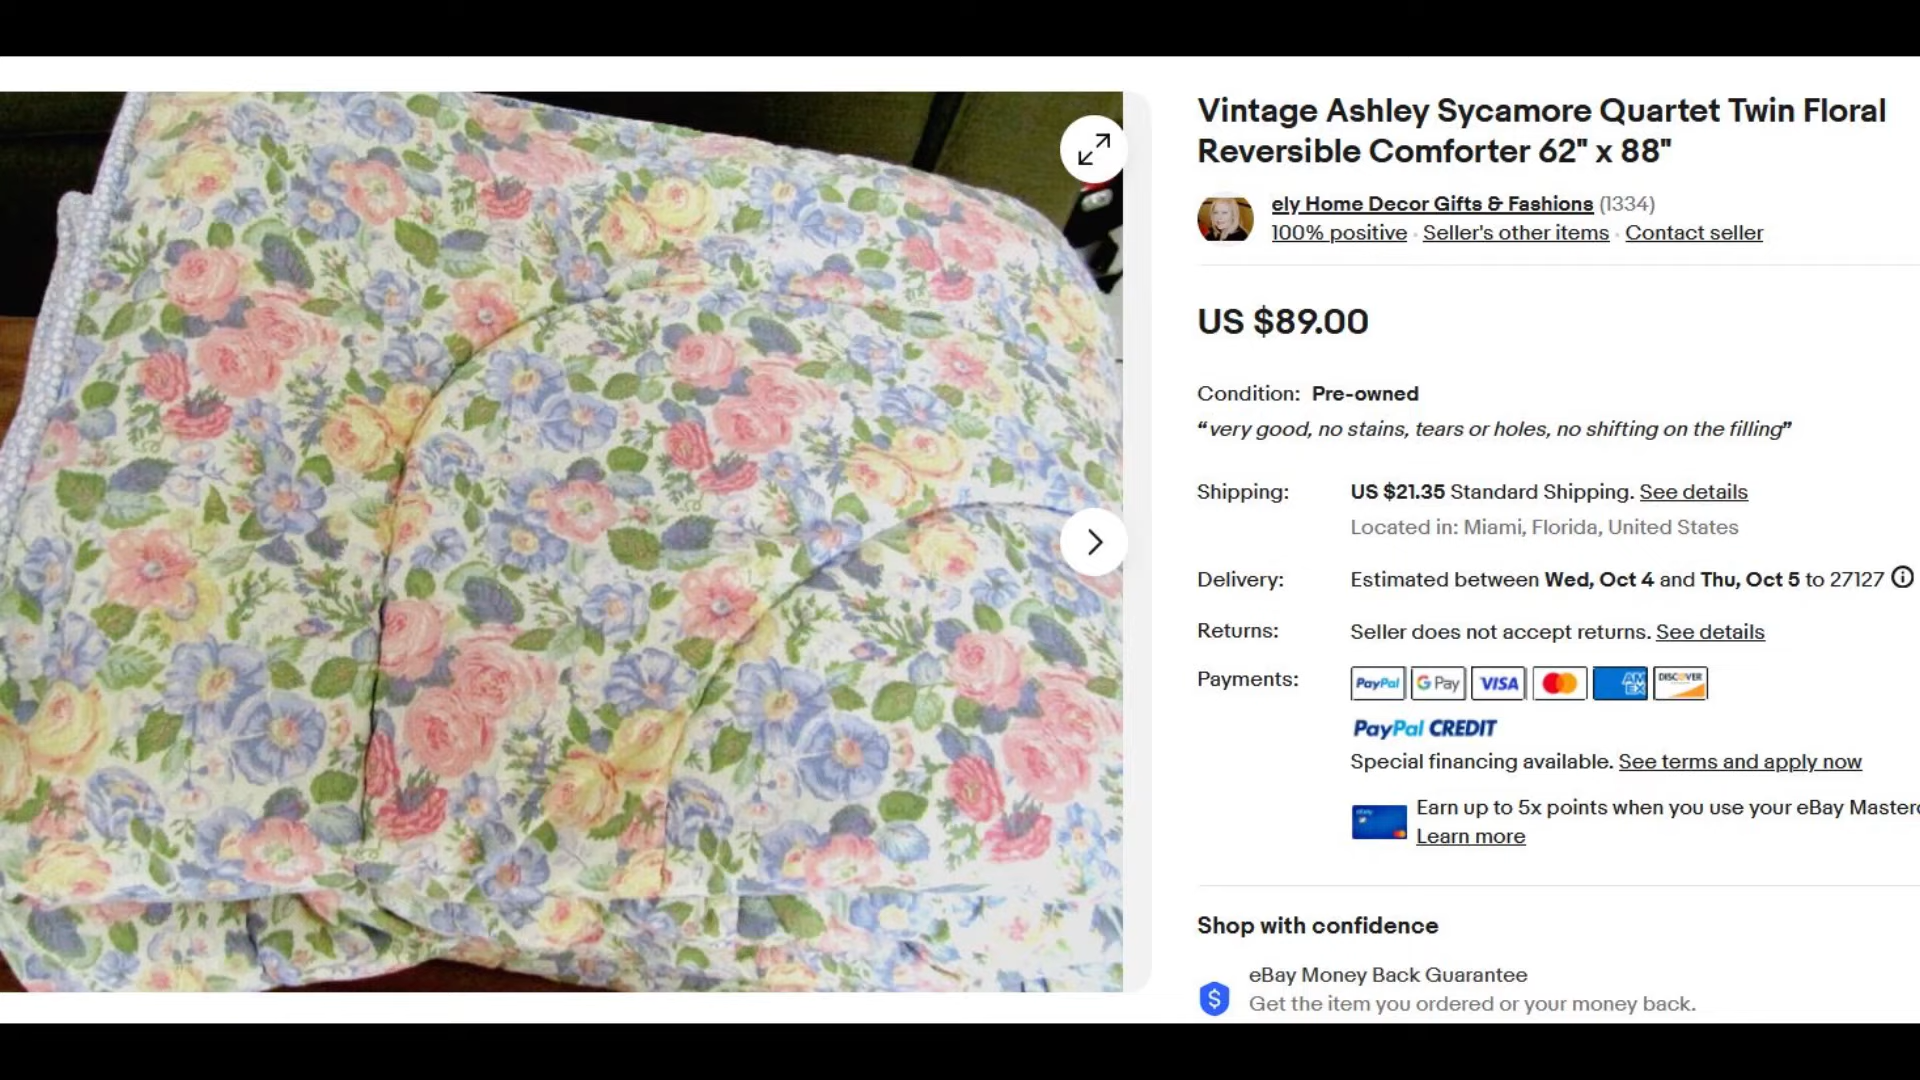 Vintage Ashley Sycamore Quartet Twin Floral
Reversible Comforter 62" x 88"
ely Home Decor Gifts & Fashions (1334)
100% positive · Seller's other items · Contact seller
US $89.00
Condition: Pre-owned
“very good, no stains, tears or holes, no shifting on the filling”
Shipping: US $21.35 Standard Shipping. See details
Located in: Miami, Florida, United States
Delivery: Estimated between Wed, Oct 4 and Thu, Oct 5 to 27127
Returns: Seller does not accept returns. See details
Payments: PayPal G Pay VISA AM EX DISCOVER
PayPal CREDIT
Special financing available. See terms and apply now
Earn up to 5x points when you use your eBay Masterc
Learn more
Shop with confidence
eBay Money Back Guarantee
Get the item you ordered or your money back.